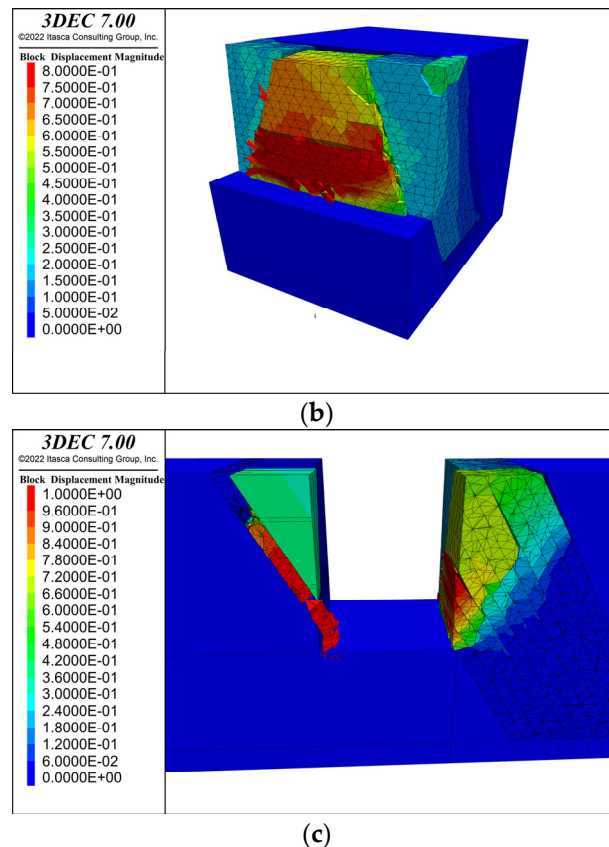 3DEC 7.00
©2022 Itasca Consulting Group, Inc.
Block Displacement Magnitude
8.0000E-01
7.5000E-01
7.0000E-01
6.5000E-01
6.0000E-01
5.5000E-01
5.0000E-01
4.5000E-01
4.0000E-01
3.5000E-01
3.0000E-01
2.5000E-01
2.0000E-01
1.5000E-01
1.0000E-01
5.0000E-02
0.0000E+00
(b)
3DEC 7.00
©2022 Itasca Consulting Group, Inc.
Block Displacement Magnitude
1.0000E+00
9.6000E-01
9.0000E-01
8.4000E-01
7.8000E-01
7.2000E-01
6.6000E-01
6.0000E-01
5.4000E-01
4.8000E-01
4.2000E-01
3.6000E-01
3.0000E-01
2.4000E-01
1.8000E-01
1.2000E-01
6.0000E-02
0.0000E+00
(c)